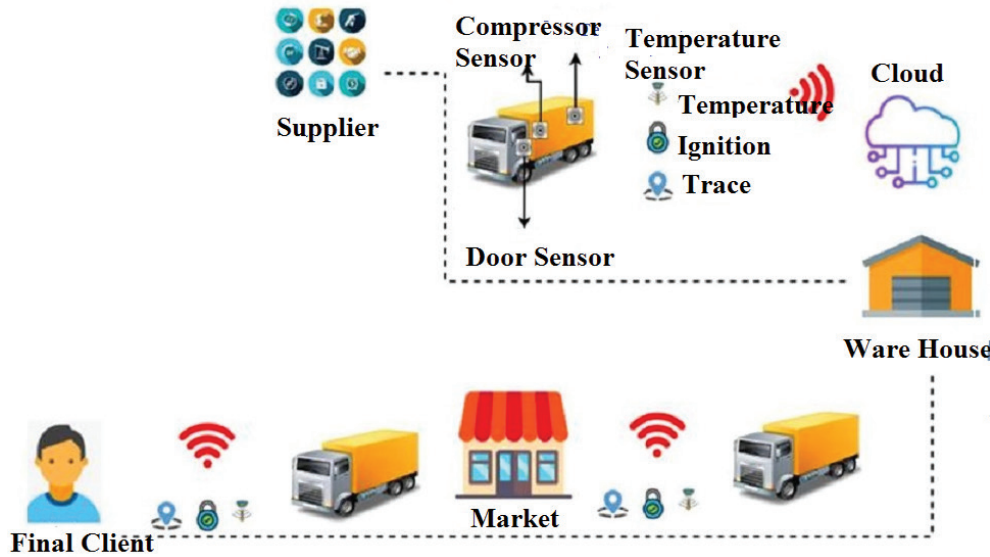 Compressor
Sensor
Temperature
Sensor
Cloud
Temperature
Supplier
Ignition
Trace
Door Sensor
Ware House
Market
Final Client